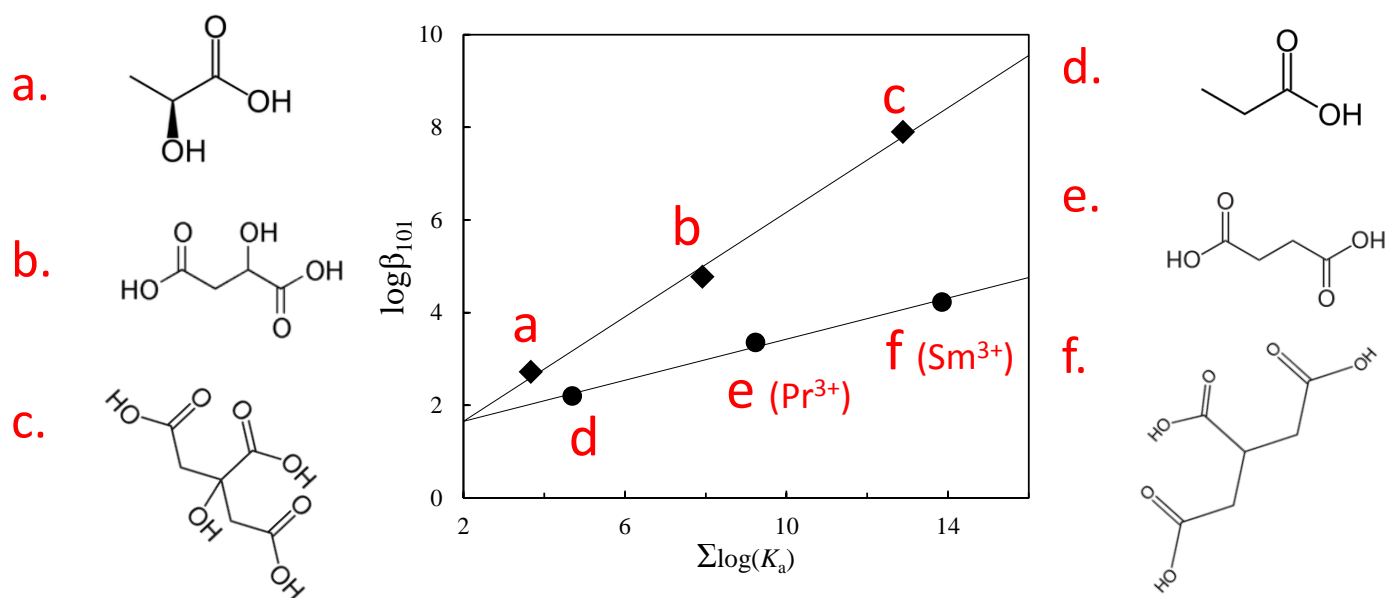 a.
O
OH
OH
b.
O
OH
HO
OH
O
c.
HO
O
O
OH
OH
O
OH
10
8
6
4
2
0
logβ101
a
b
c
d
e (Pr3+)
f (Sm3+)
2
6
10
14
Σlog(Ka)
d.
O
OH
e.
O
OH
HO
O
f.
O
OH
O
HO
O
HO